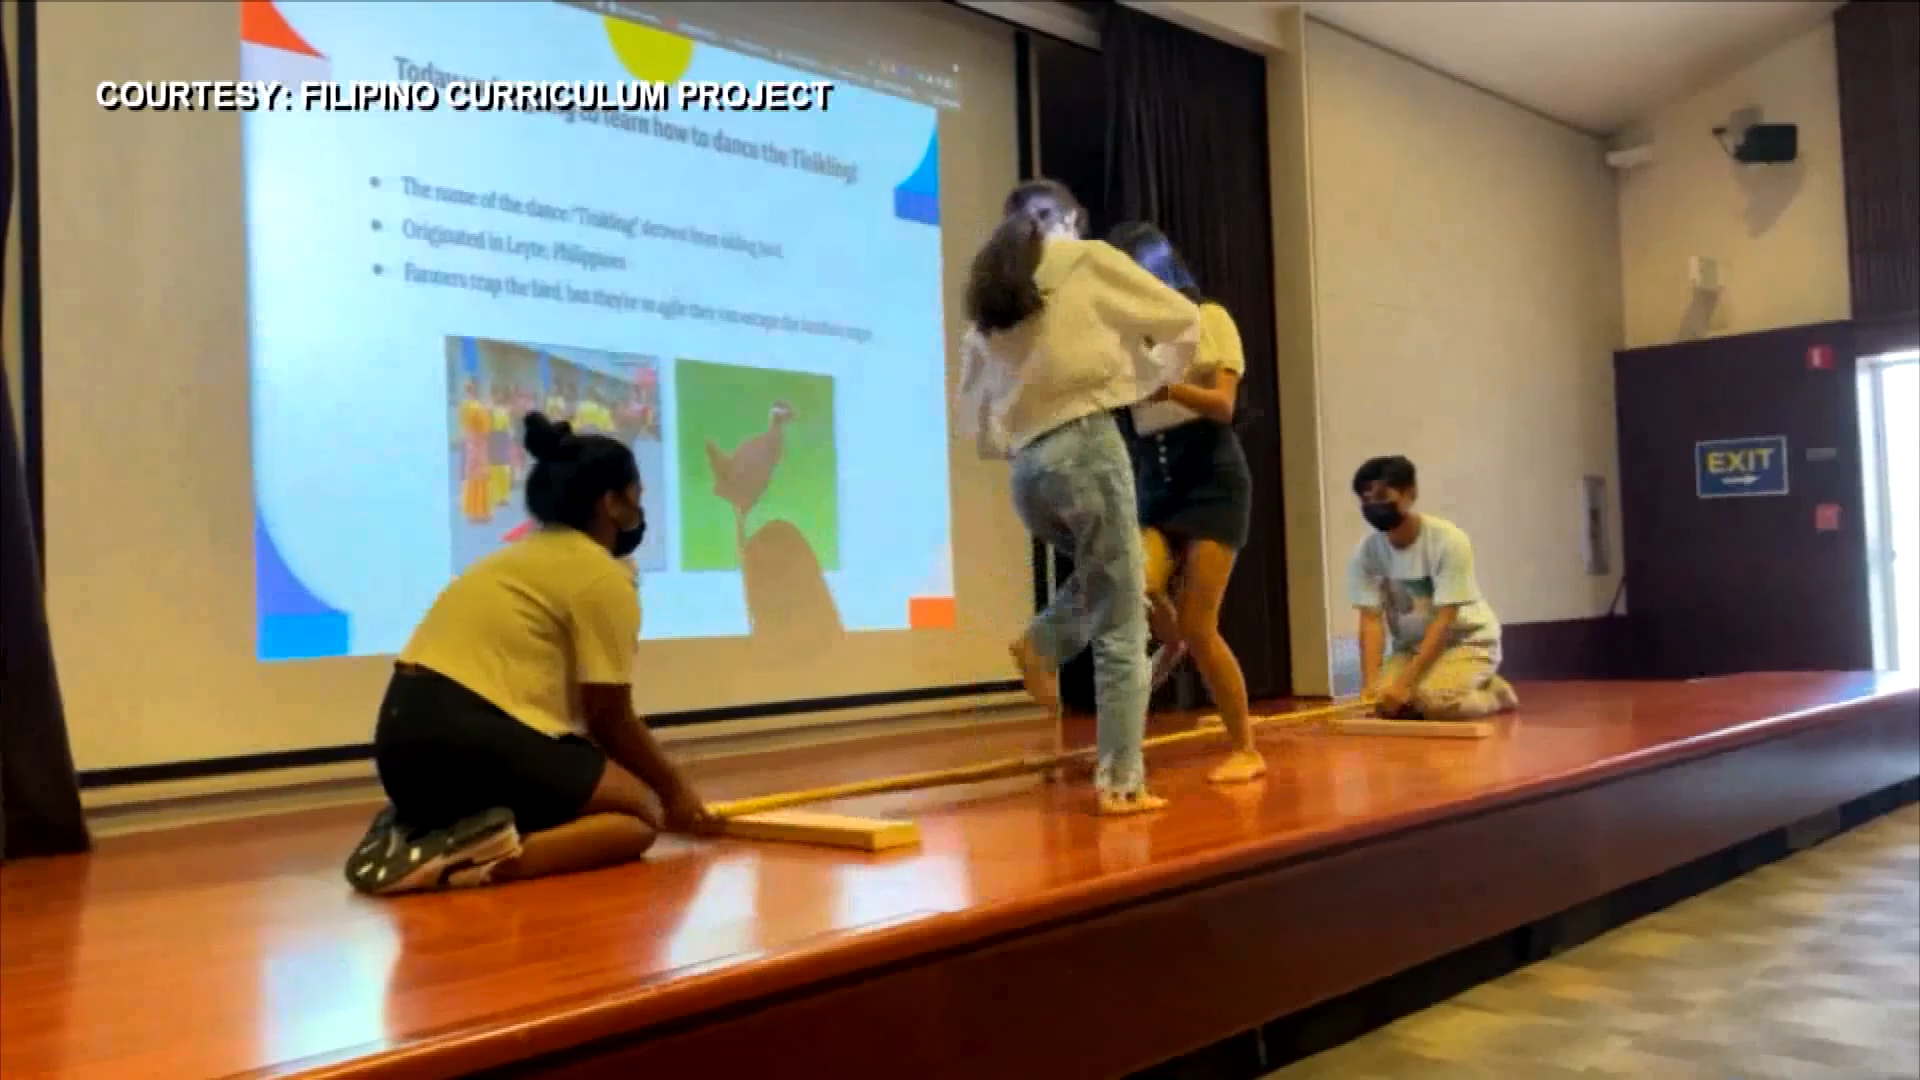 COURTESY: FILIPINO CURRICULUM PROJECT
Today to learn how to dance the Tinikling!
The name of the dance "Tinikling" derived from
Originated in Leyte, Philippines
Farmers trap the bird, but they're so agile they can escape the bamboo traps
EXIT